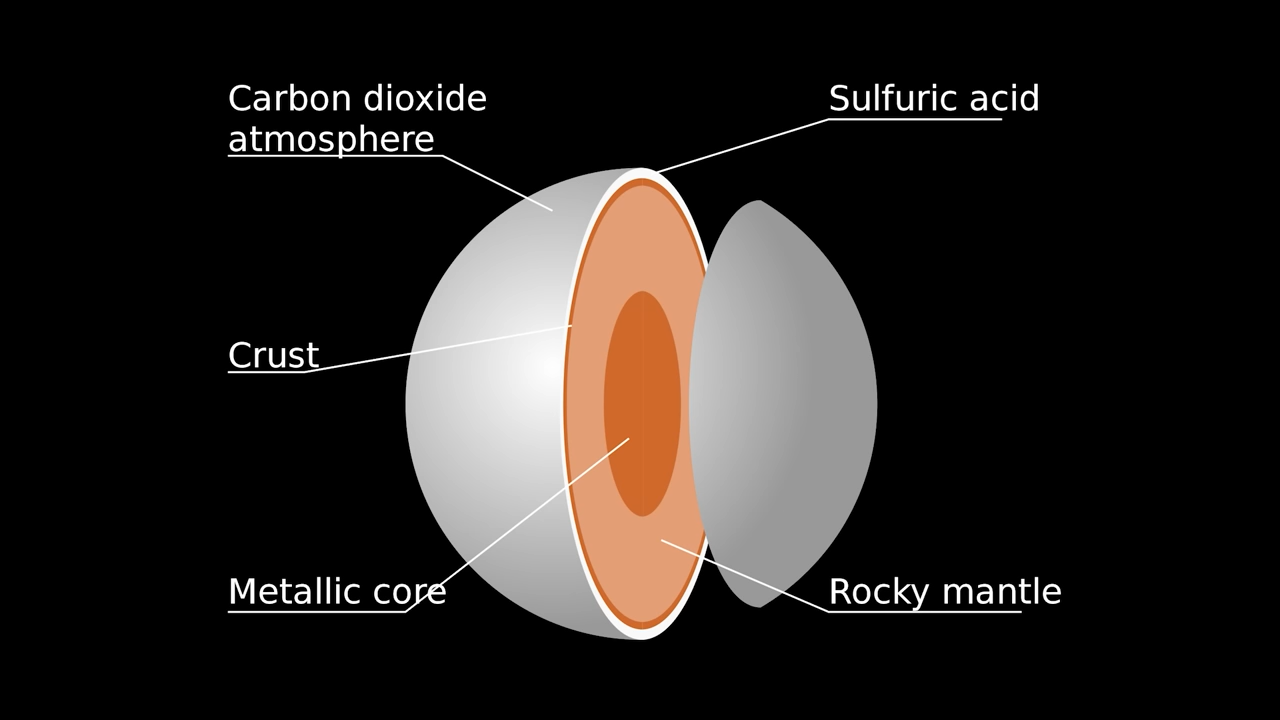 Carbon dioxide
atmosphere
Sulfuric acid
Crust
Metallic core
Rocky mantle